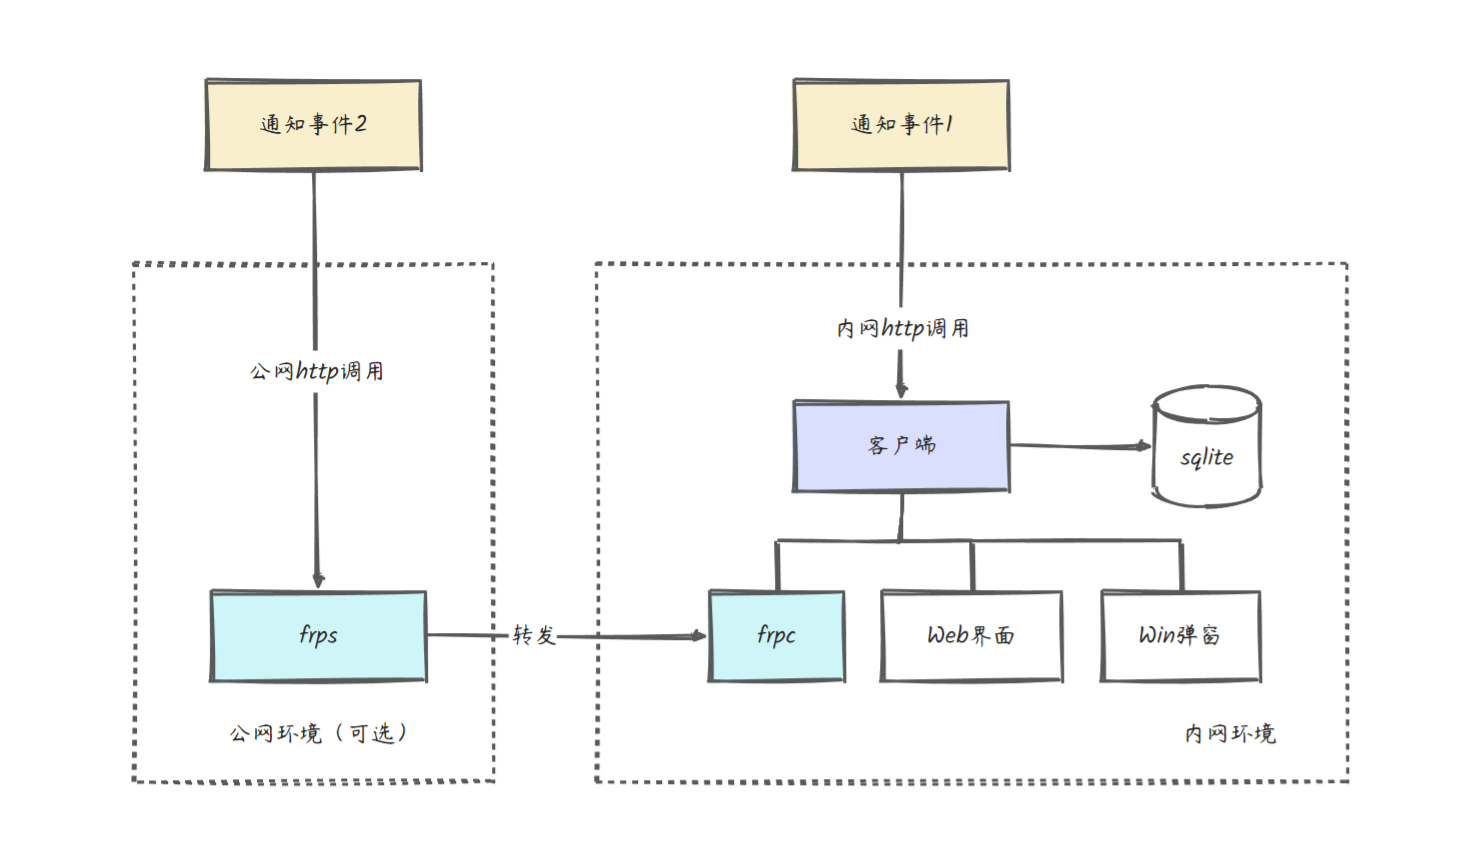 通知事件2
通知事件1
内网http调用
公网http调用
客户端
sqlite
frps
转发
frpc
Web界面
Win弹窗
公网环境（可选）
内网环境